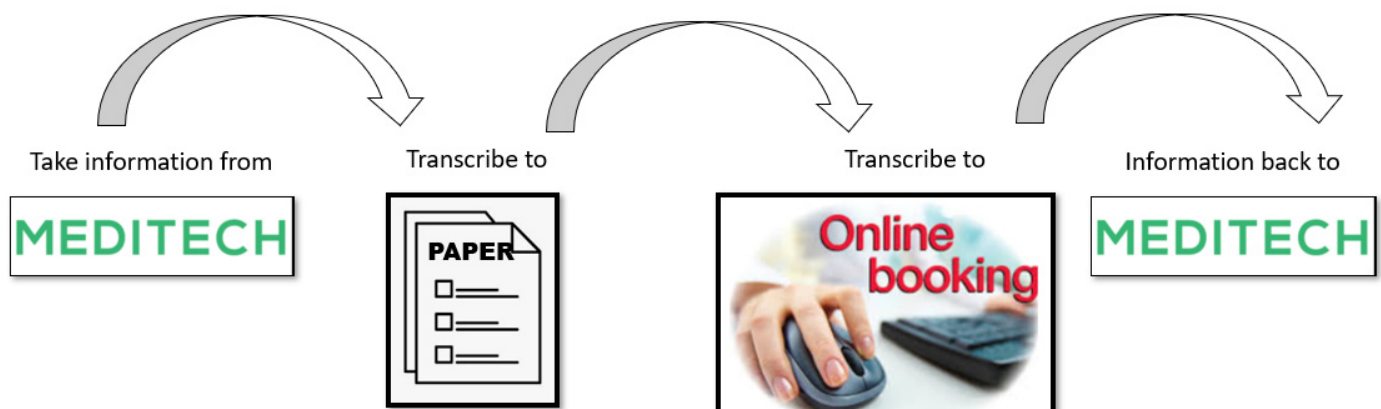 Take information from
MEDITECH
Transcribe to
PAPER
Transcribe to
Online
booking
Information back to
MEDITECH